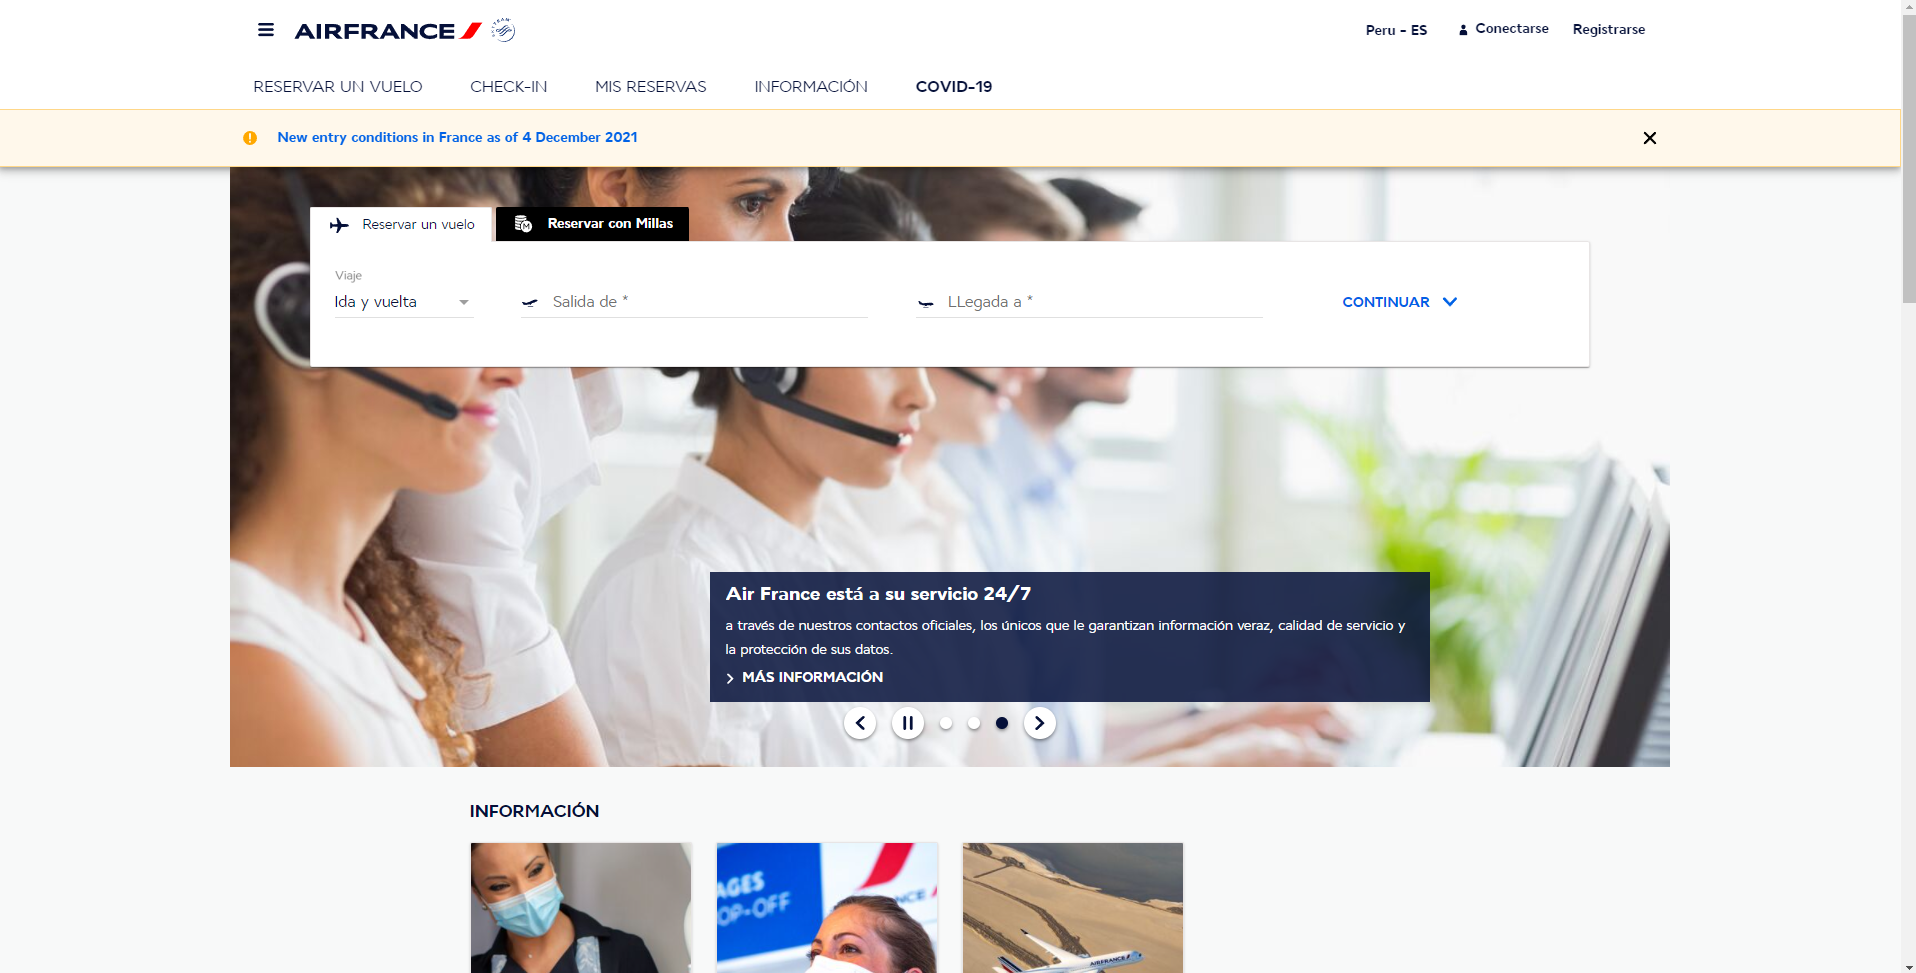 AIRFRANCE
Peru - ES
Conectarse
Registrarse
RESERVAR UN VUELO
CHECK-IN
MIS RESERVAS
INFORMACIÓN
COVID-19
New entry conditions in France as of 4 December 2021
Reservar un vuelo
Reservar con Millas
Viaje
Ida y vuelta
Salida de *
LLegada a *
CONTINUAR
Air France está a su servicio 24/7
a través de nuestros contactos oficiales, los únicos que le garantizan información veraz, calidad de servicio y
la protección de sus datos.
MÁS INFORMACIÓN
INFORMACIÓN
AGES
OP-OFF
NCE
AIRFRANCE